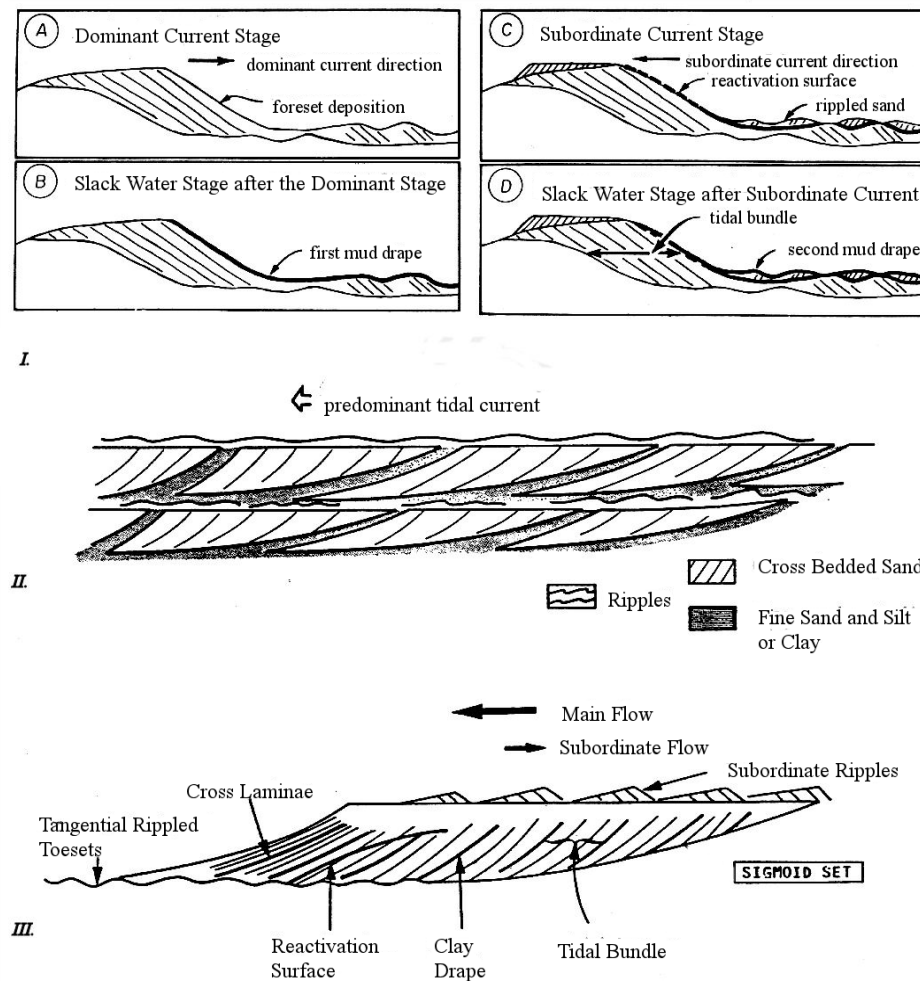 A Dominant Current Stage
dominant current direction
foreset deposition
B Slack Water Stage after the Dominant Stage
first mud drape
C Subordinate Current Stage
subordinate current direction
reactivation surface
rippled sand
D Slack Water Stage after Subordinate Current
tidal bundle
second mud drape
I.
predominant tidal current
Ripples
Cross Bedded Sand
Fine Sand and Silt
or Clay
II.
Main Flow
Subordinate Flow
Subordinate Ripples
Cross Laminae
Tangential Rippled
Toesets
SIGMOID SET
Reactivation
Surface
Clay
Drape
Tidal Bundle
III.